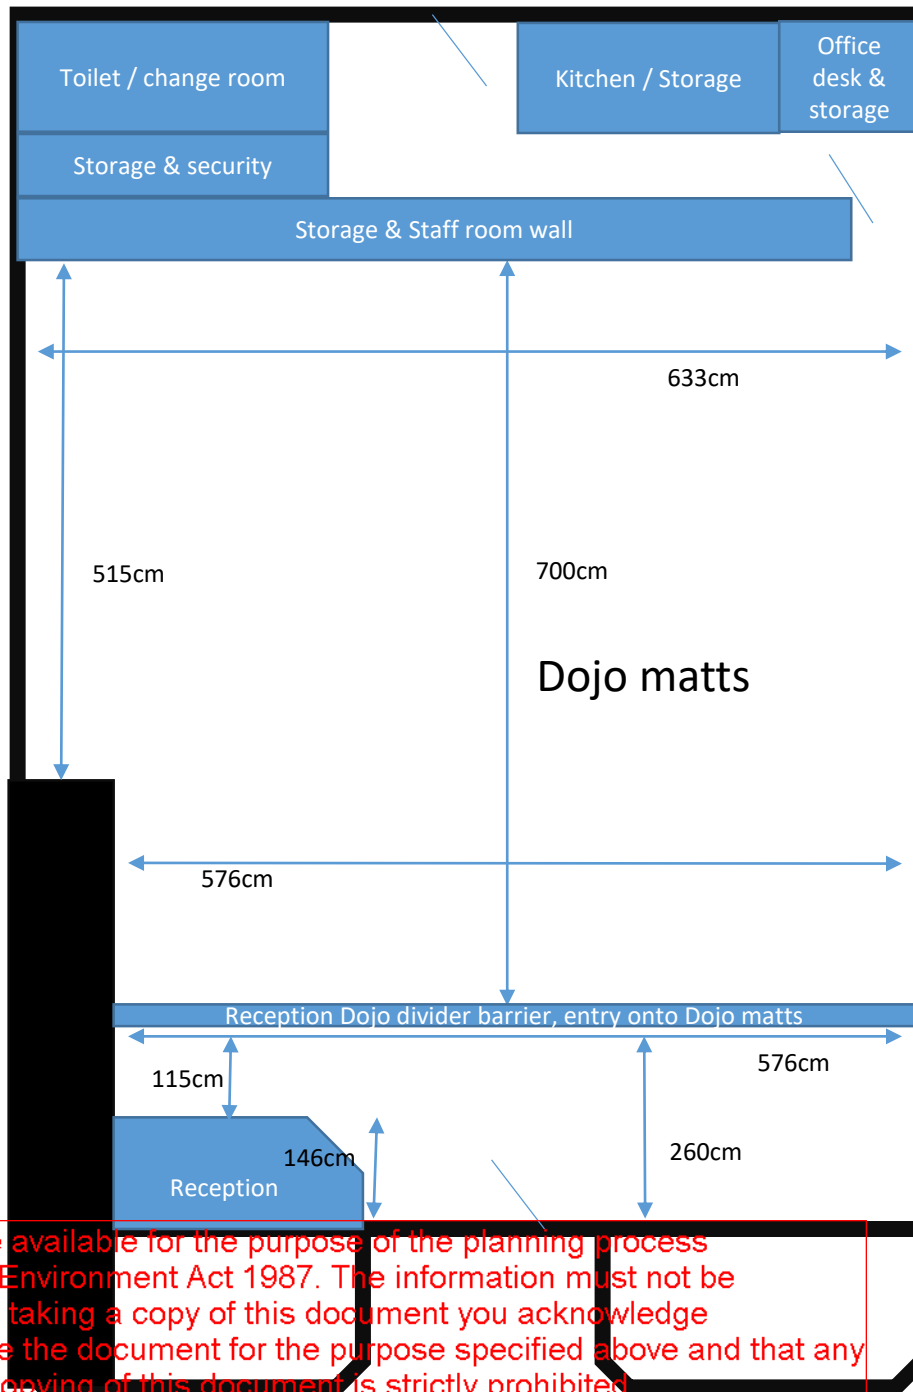 Toilet / change room
Kitchen / Storage
Office
desk &
storage
Storage & security
Storage & Staff room wall
633cm
515cm
700cm
Dojo matts
576cm
Reception Dojo divider barrier, entry onto Dojo matts
576cm
115cm
146cm
260cm
Reception
available for the purpose of the planning process
Environment Act 1987. The information must not be
taking a copy of this document you acknowledge
the document for the purpose specified above and that any
opying of this document is strictly prohibited